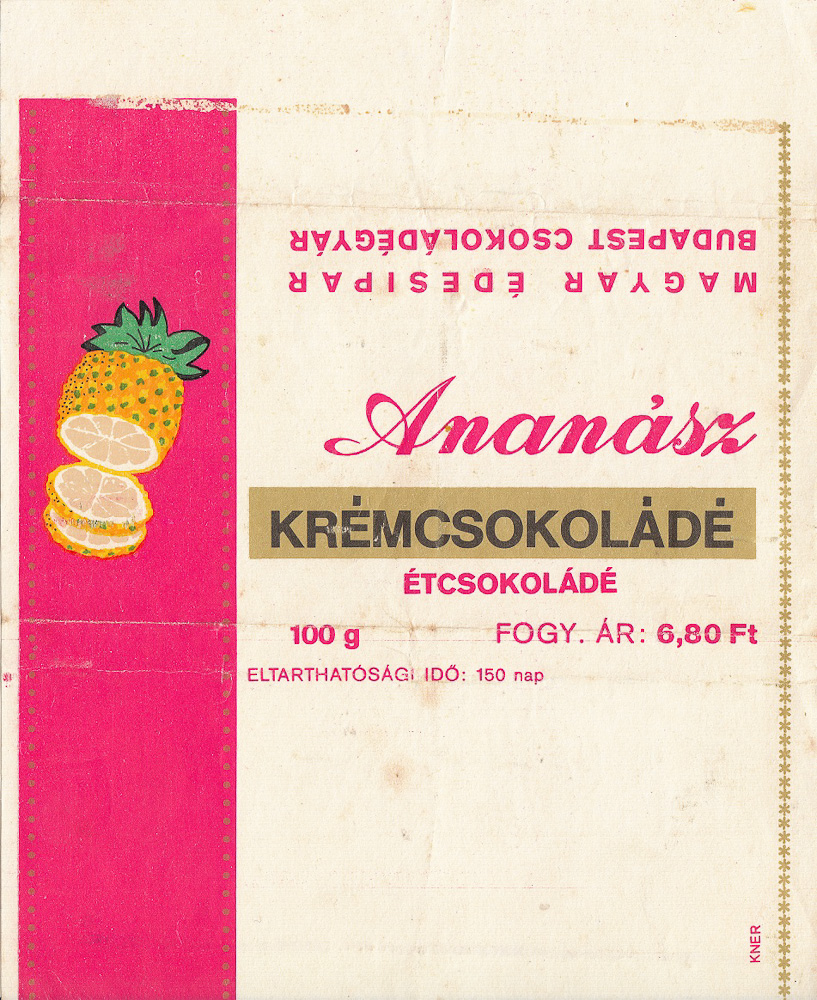 MAGYAR ÉDESIPAR
BUDAPEST CSOKOLÁDÉGYÁR
Ananász
KRÉMCSOKOLÁDÉ
ÉTCSOKOLÁDÉ
100 g FOGY. ÁR: 6,80 Ft
ELTARTHATÓSÁGI IDŐ: 150 nap
KNER